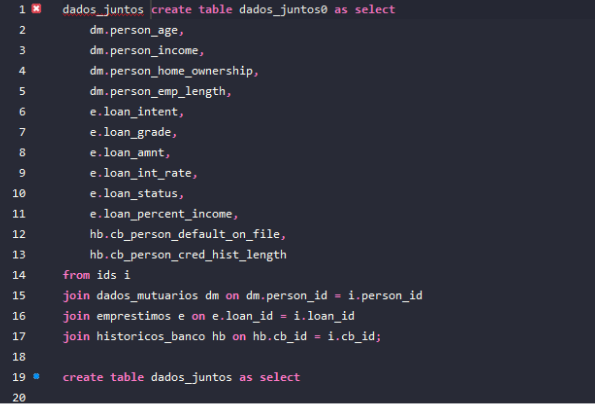 1 dados_juntos create table dados_juntos0 as select
2 dm.person_age,
3 dm.person_income,
4 dm.person_home_ownership,
5 dm.person_emp_length,
6 e.loan_intent,
7 e.loan_grade,
8 e.loan_amnt,
9 e.loan_int_rate,
10 e.loan_status,
11 e.loan_percent_income,
12 hb.cb_person_default_on_file,
13 hb.cb_person_cred_hist_length
14 from ids i
15 join dados_mutuarios dm on dm.person_id = i.person_id
16 join emprestimos e on e.loan_id = i.loan_id
17 join historicos_banco hb on hb.cb_id = i.cb_id;
18
19 create table dados_juntos as select
20